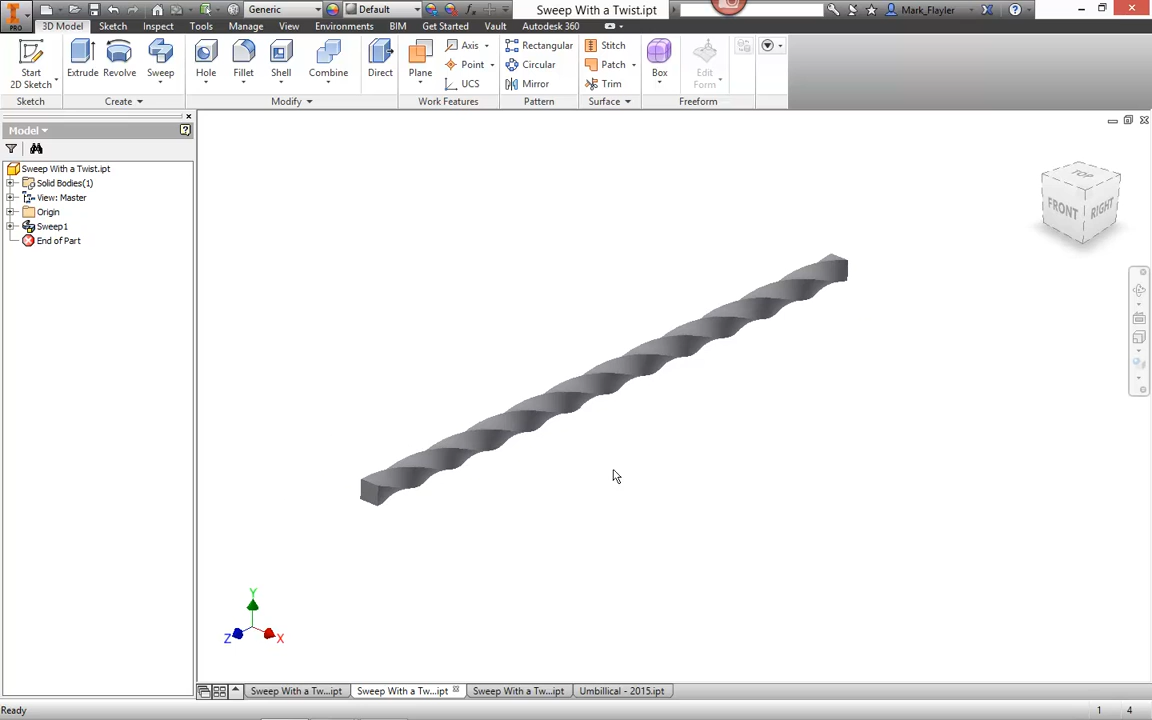 Generic
Default
Sweep With a Twist.ipt
Mark_Flayler
PRO
3D Model
Sketch
Inspect
Tools
Manage
View
Environments
BIM
Get Started
Vault
Autodesk 360
Start
2D Sketch
Extrude
Revolve
Sweep
Hole
Fillet
Shell
Combine
Direct
Plane
Axis
Point
UCS
Rectangular
Circular
Mirror
Stitch
Patch
Trim
Box
Edit
Form
Sketch
Create
Modify
Work Features
Pattern
Surface
Freeform
Model
Sweep With a Twist.ipt
Solid Bodies(1)
View: Master
Origin
Sweep1
End of Part
TOP
FRONT
RIGHT
Y
Z
X
Sweep With a Tw...ipt
Sweep With a Tw...ipt
Sweep With a Tw...ipt
Umbillical - 2015.ipt
Ready
1
4